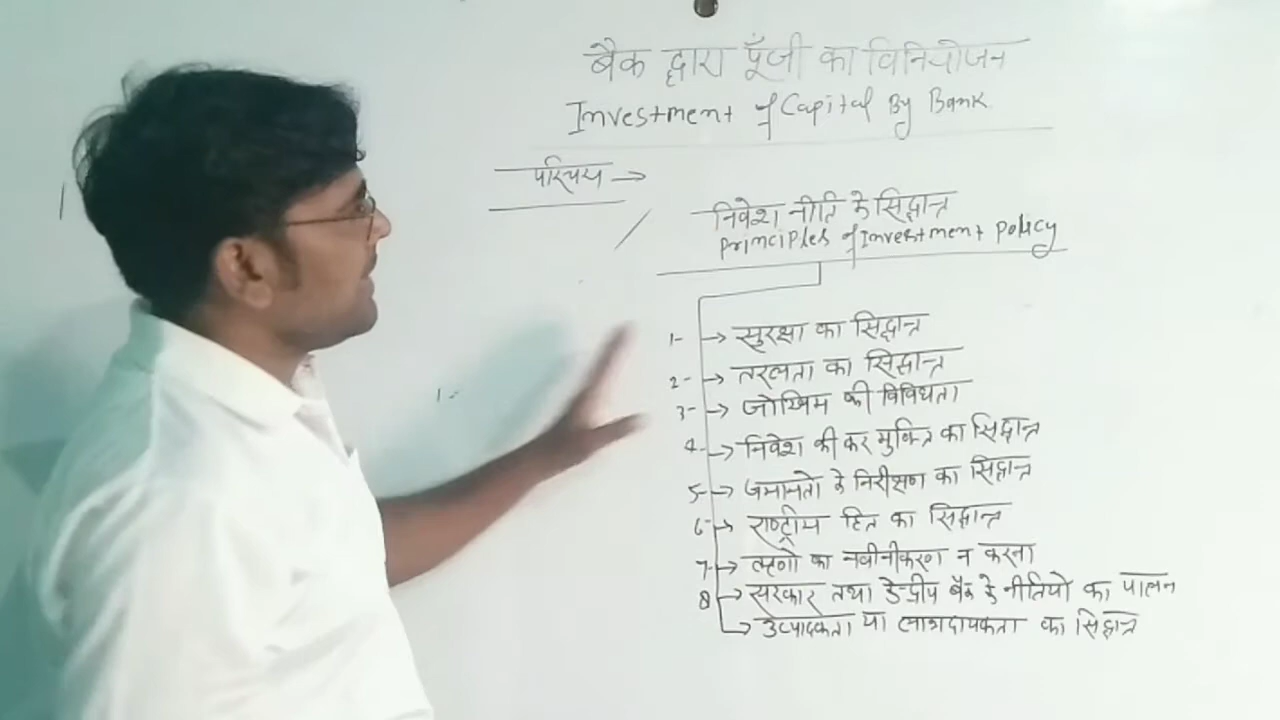 बैंक द्वारा पूँजी का विनियोजन
Investment of Capital By Bank
परिचय →
निवेश नीति के सिद्धान्त
Principles of Investment Policy
1- → सुरक्षा का सिद्धान्त
2- → तरलता का सिद्धान्त
3- → जोखिम की विविधता
4- → निवेश की कर मुक्ति का सिद्धान्त
5- → जमानतो के निरीक्षण का सिद्धान्त
6- → राष्ट्रीय हित का सिद्धान्त
7- → ऋणो का नवीनीकरण न करना
8 → सरकार तथा केन्द्रीय बैंक के नीतियो का पालन
→ उत्पादकता या लाभदायकता का सिद्धान्त
1-